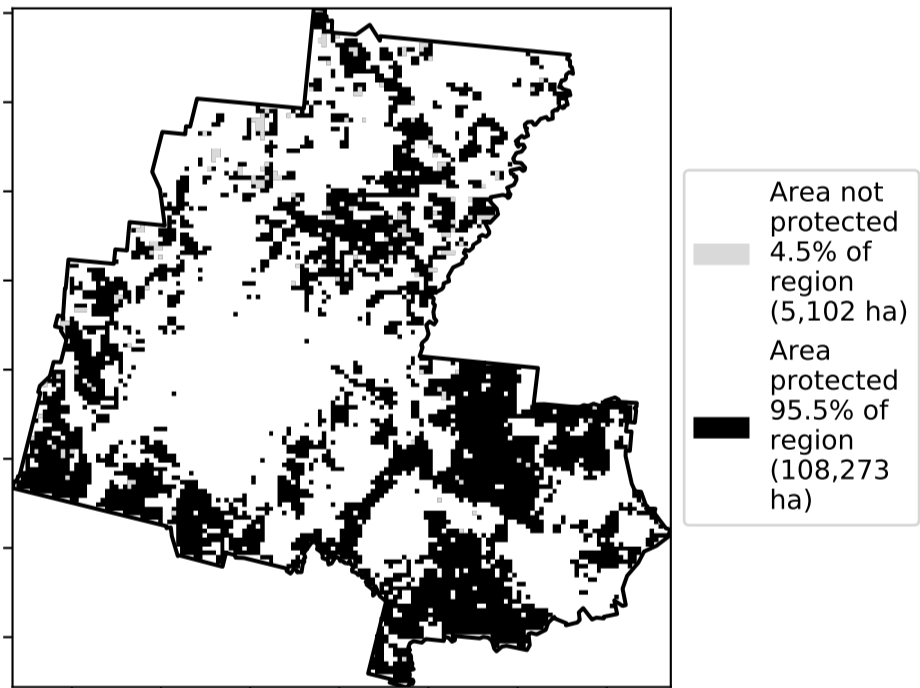 Area not
protected
4.5% of
region
(5,102 ha)
Area
protected
95.5% of
region
(108,273
ha)